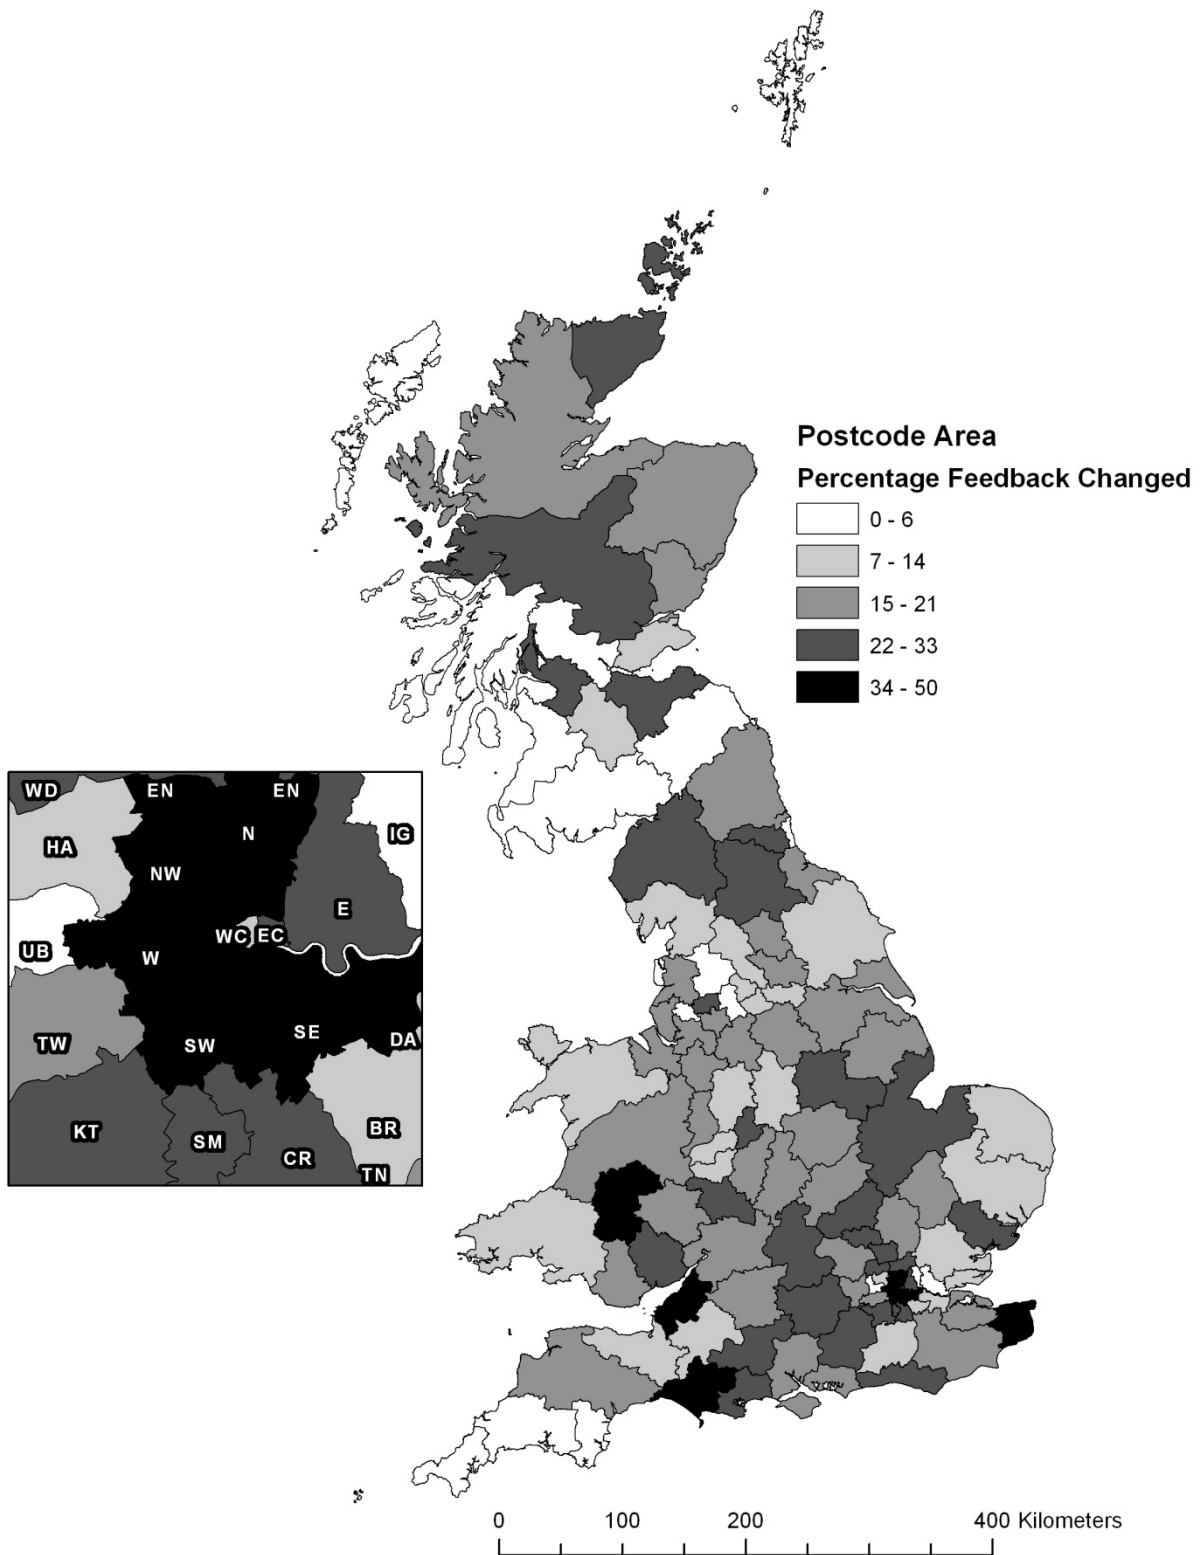 Postcode Area
Percentage Feedback Changed
0 - 6
7 - 14
15 - 21
22 - 33
34 - 50
WD
EN
EN
N
IG
HA
NW
E
WC
EC
UB
W
TW
SW
SE
DA
KT
SM
CR
BR
TN
0 100 200 400 Kilometers